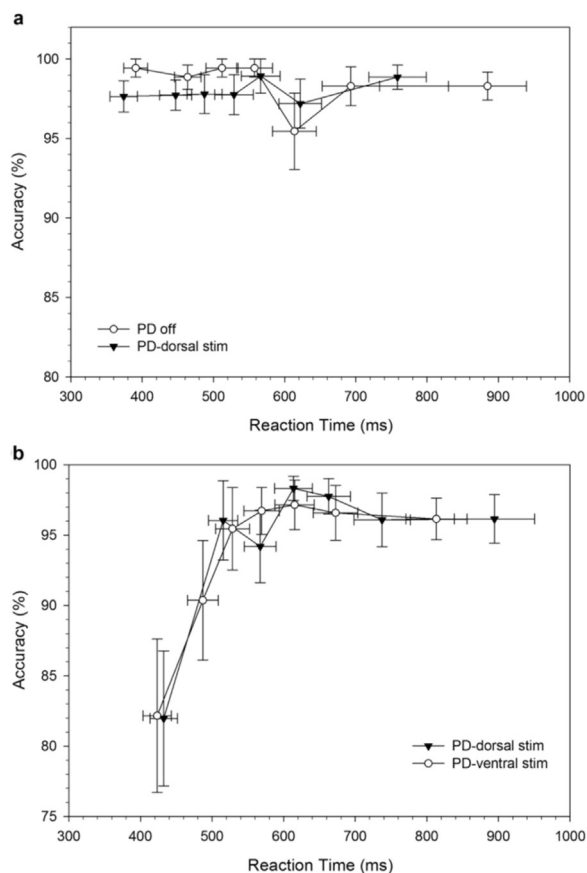 a
100
95
90
85
80
Accuracy (%)
PD off
PD-dorsal stim
300 400 500 600 700 800 900 1000
Reaction Time (ms)
b
100
95
90
85
80
75
Accuracy (%)
PD-dorsal stim
PD-ventral stim
300 400 500 600 700 800 900 1000
Reaction Time (ms)